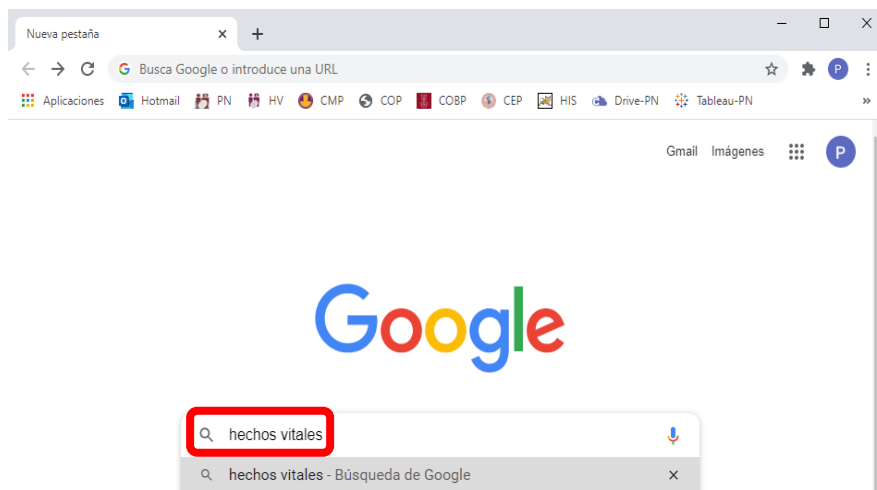 Nueva pestaña
G Busca Google o introduce una URL
P
Aplicaciones Hotmail PN HV CMP COP COBP CEP HIS Drive-PN Tableau-PN »
Gmail Imágenes P
Google
hechos vitales
hechos vitales - Búsqueda de Google